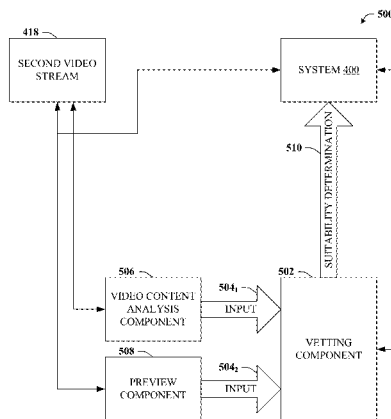 500
418
SECOND VIDEO
STREAM
SYSTEM 400
510
SUITABILITY DETERMINATION
506
VIDEO CONTENT
ANALYSIS
COMPONENT
504₁
INPUT
502
VETTING
COMPONENT
508
PREVIEW
COMPONENT
504₂
INPUT